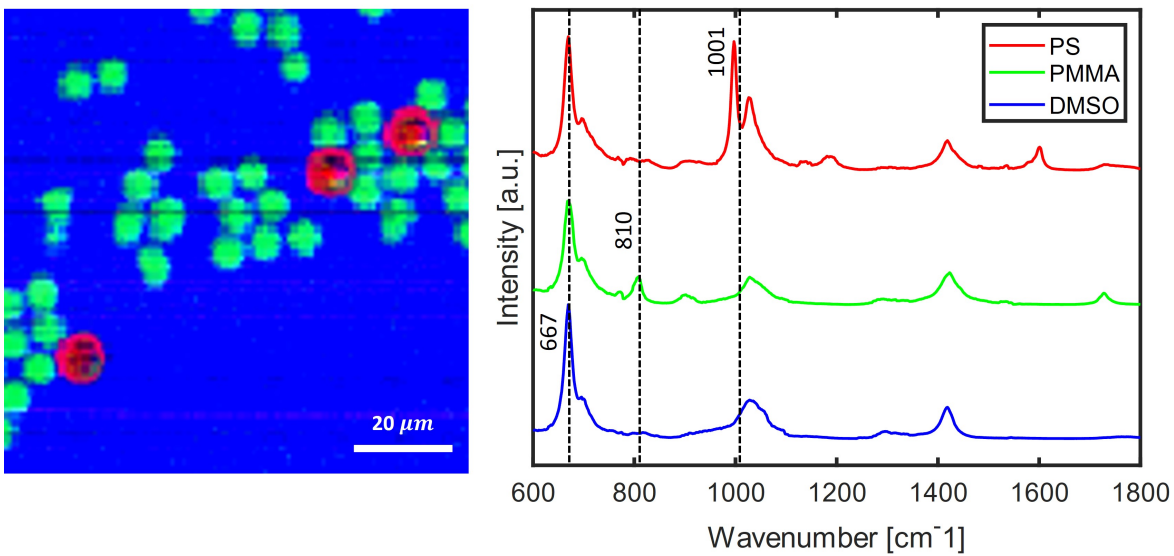 20 μm
PS
PMMA
DMSO
1001
810
667
Intensity [a.u.]
600 800 1000 1200 1400 1600 1800
Wavenumber [cm⁻1]